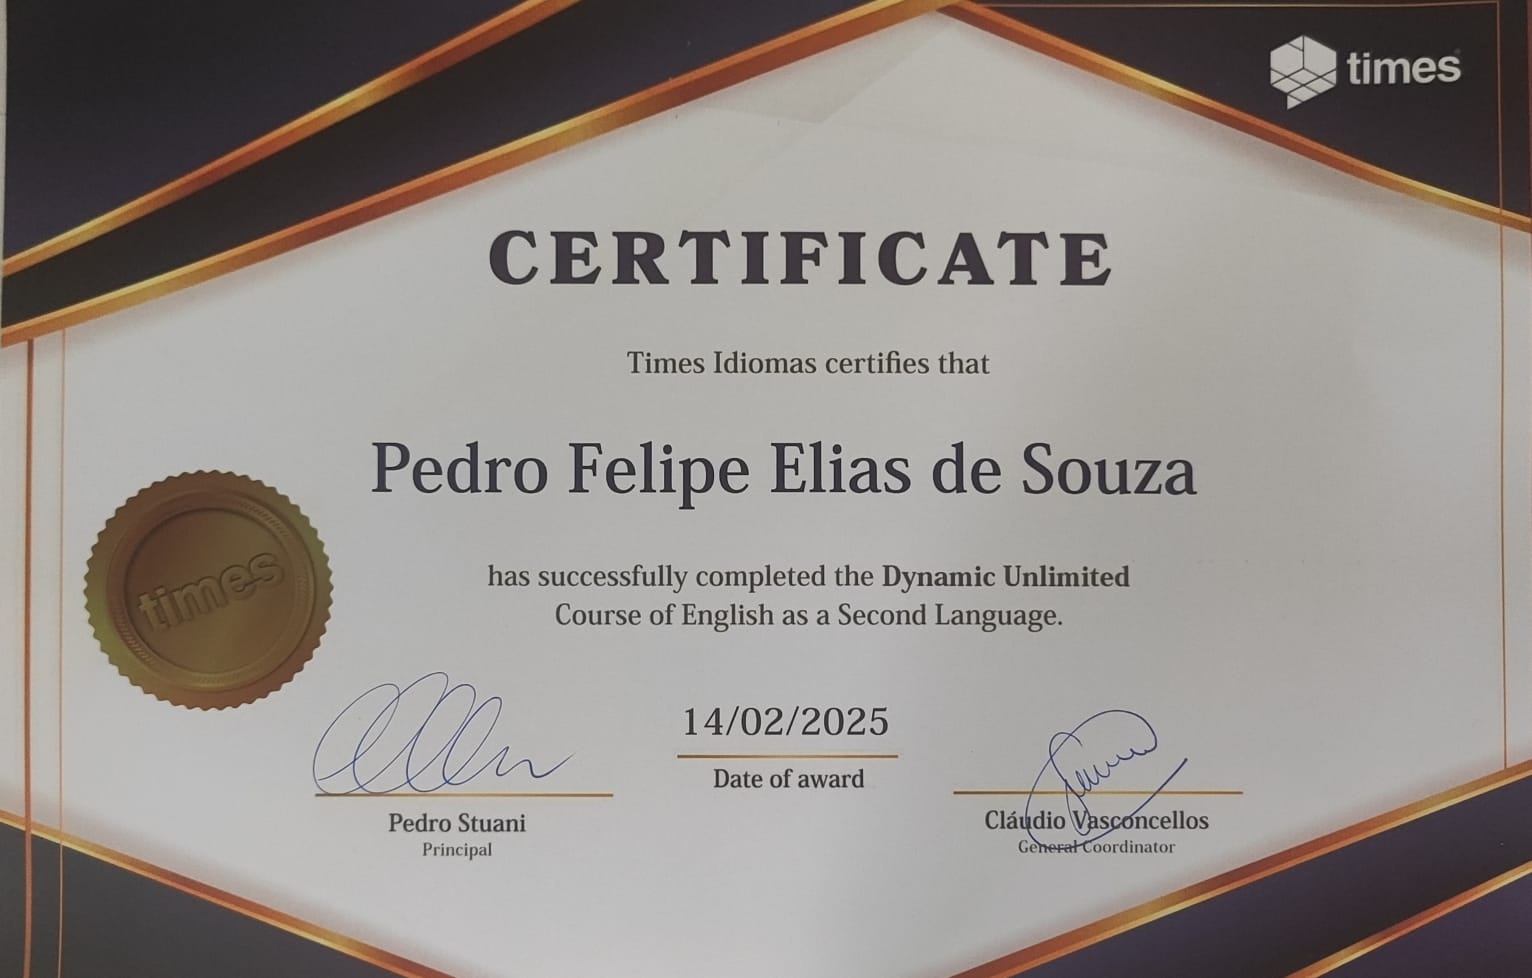 times
CERTIFICATE
Times Idiomas certifies that
Pedro Felipe Elias de Souza
times
has successfully completed the Dynamic Unlimited
Course of English as a Second Language.
14/02/2025
Date of award
Pedro Stuani
Principal
Cláudio Vasconcellos
General Coordinator